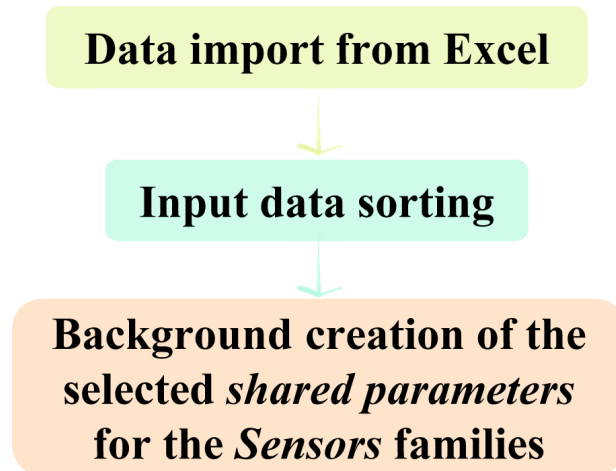 Data import from Excel
Input data sorting
Background creation of the
selected shared parameters
for the Sensors families